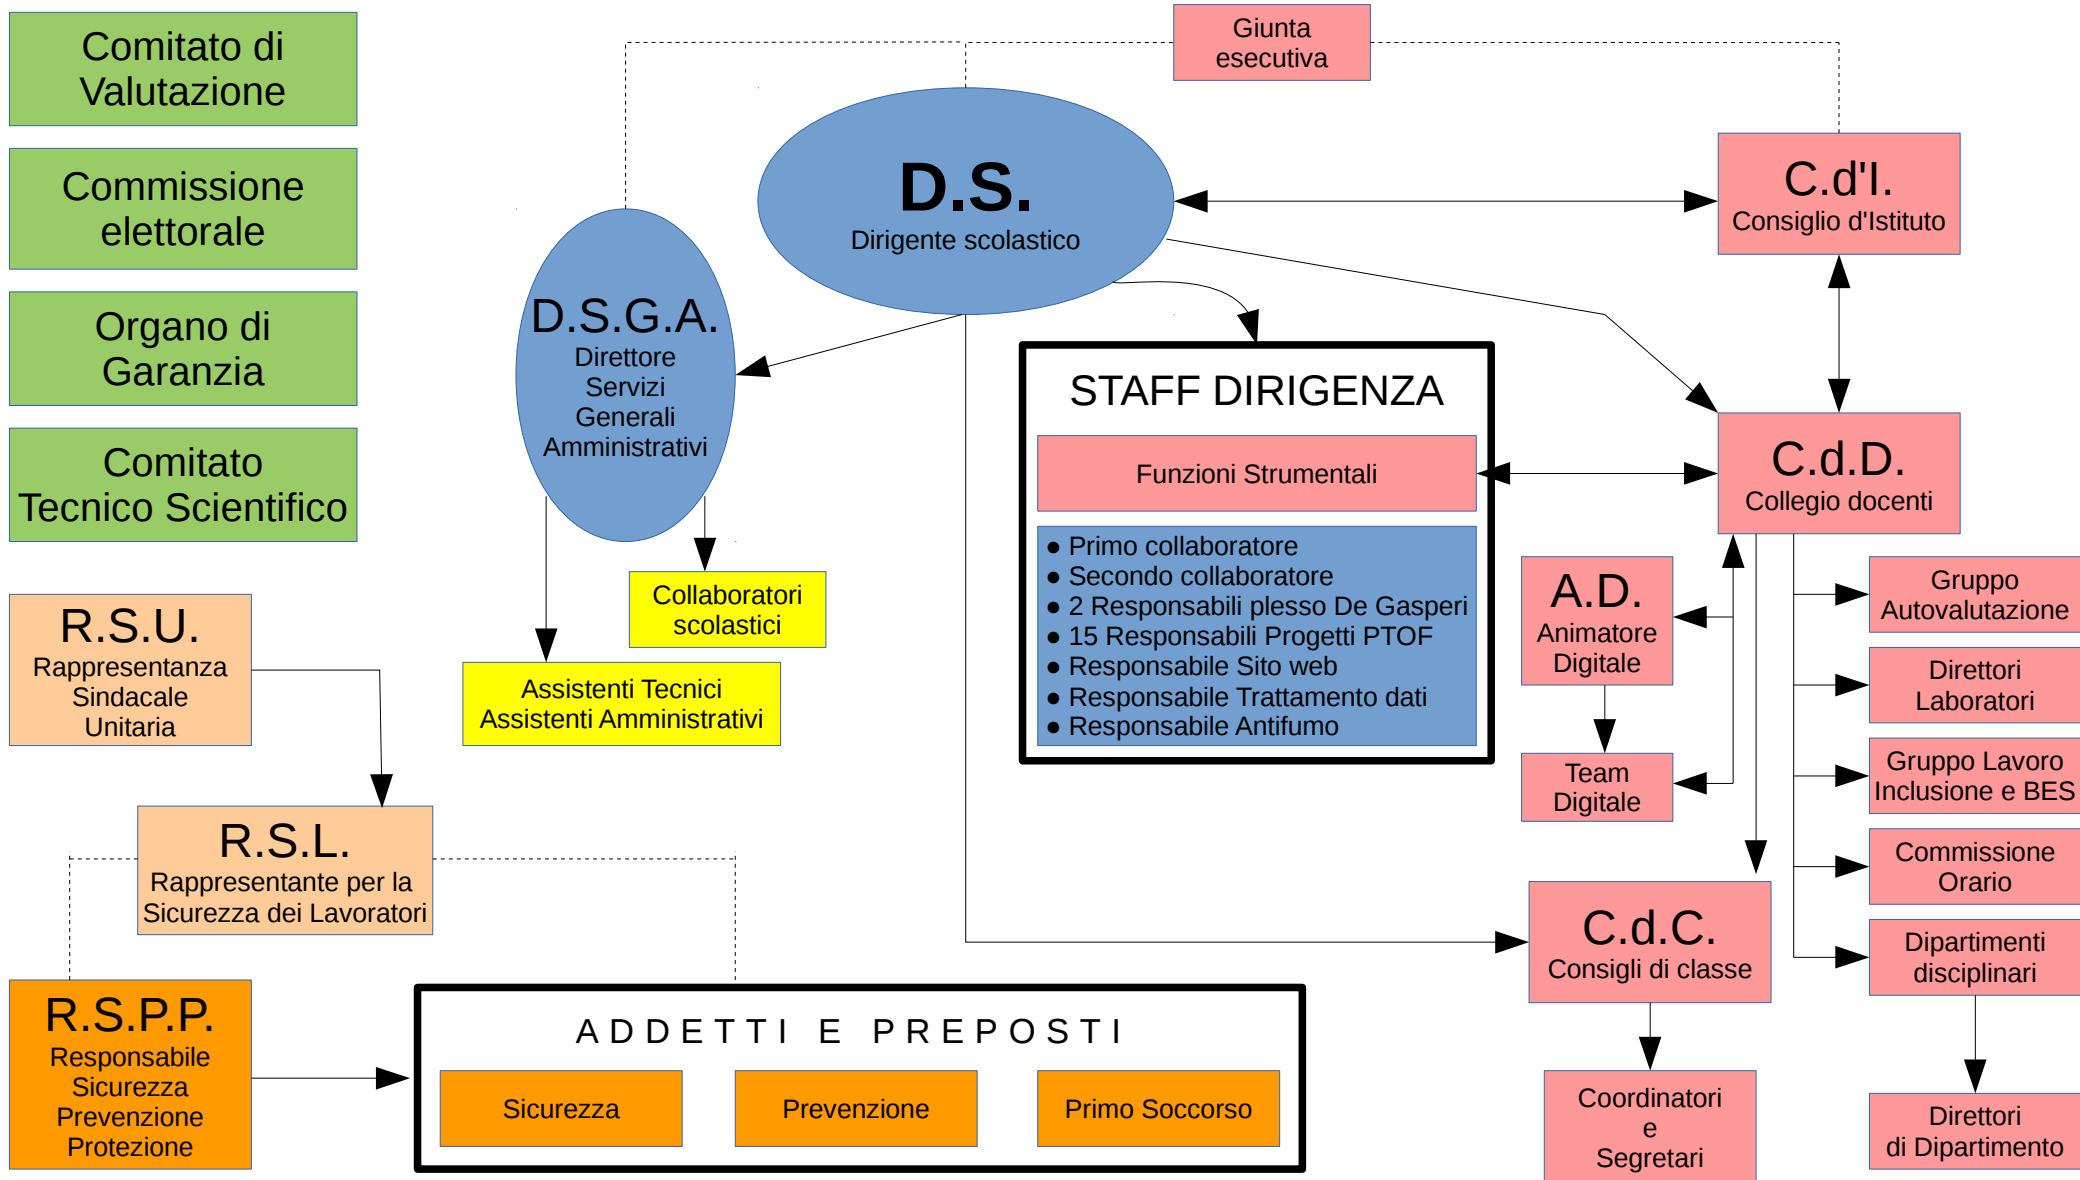 Comitato di
Valutazione
Commissione
elettorale
Organo di
Garanzia
Comitato
Tecnico Scientifico
Giunta
esecutiva
D.S.
Dirigente scolastico
C.d'I.
Consiglio d'Istituto
D.S.G.A.
Direttore
Servizi
Generali
Amministrativi
STAFF DIRIGENZA
Funzioni Strumentali
● Primo collaboratore
● Secondo collaboratore
● 2 Responsabili plesso De Gasperi
● 15 Responsabili Progetti PTOF
● Responsabile Sito web
● Responsabile Trattamento dati
● Responsabile Antifumo
C.d.D.
Collegio docenti
Collaboratori
scolastici
Assistenti Tecnici
Assistenti Amministrativi
A.D.
Animatore
Digitale
Team
Digitale
Gruppo
Autovalutazione
Direttori
Laboratori
Gruppo Lavoro
Inclusione e BES
Commissione
Orario
Dipartimenti
disciplinari
Direttori
di Dipartimento
C.d.C.
Consigli di classe
Coordinatori
e
Segretari
R.S.U.
Rappresentanza
Sindacale
Unitaria
R.S.L.
Rappresentante per la
Sicurezza dei Lavoratori
R.S.P.P.
Responsabile
Sicurezza
Prevenzione
Protezione
ADDETTI E PREPOSTI
Sicurezza
Prevenzione
Primo Soccorso